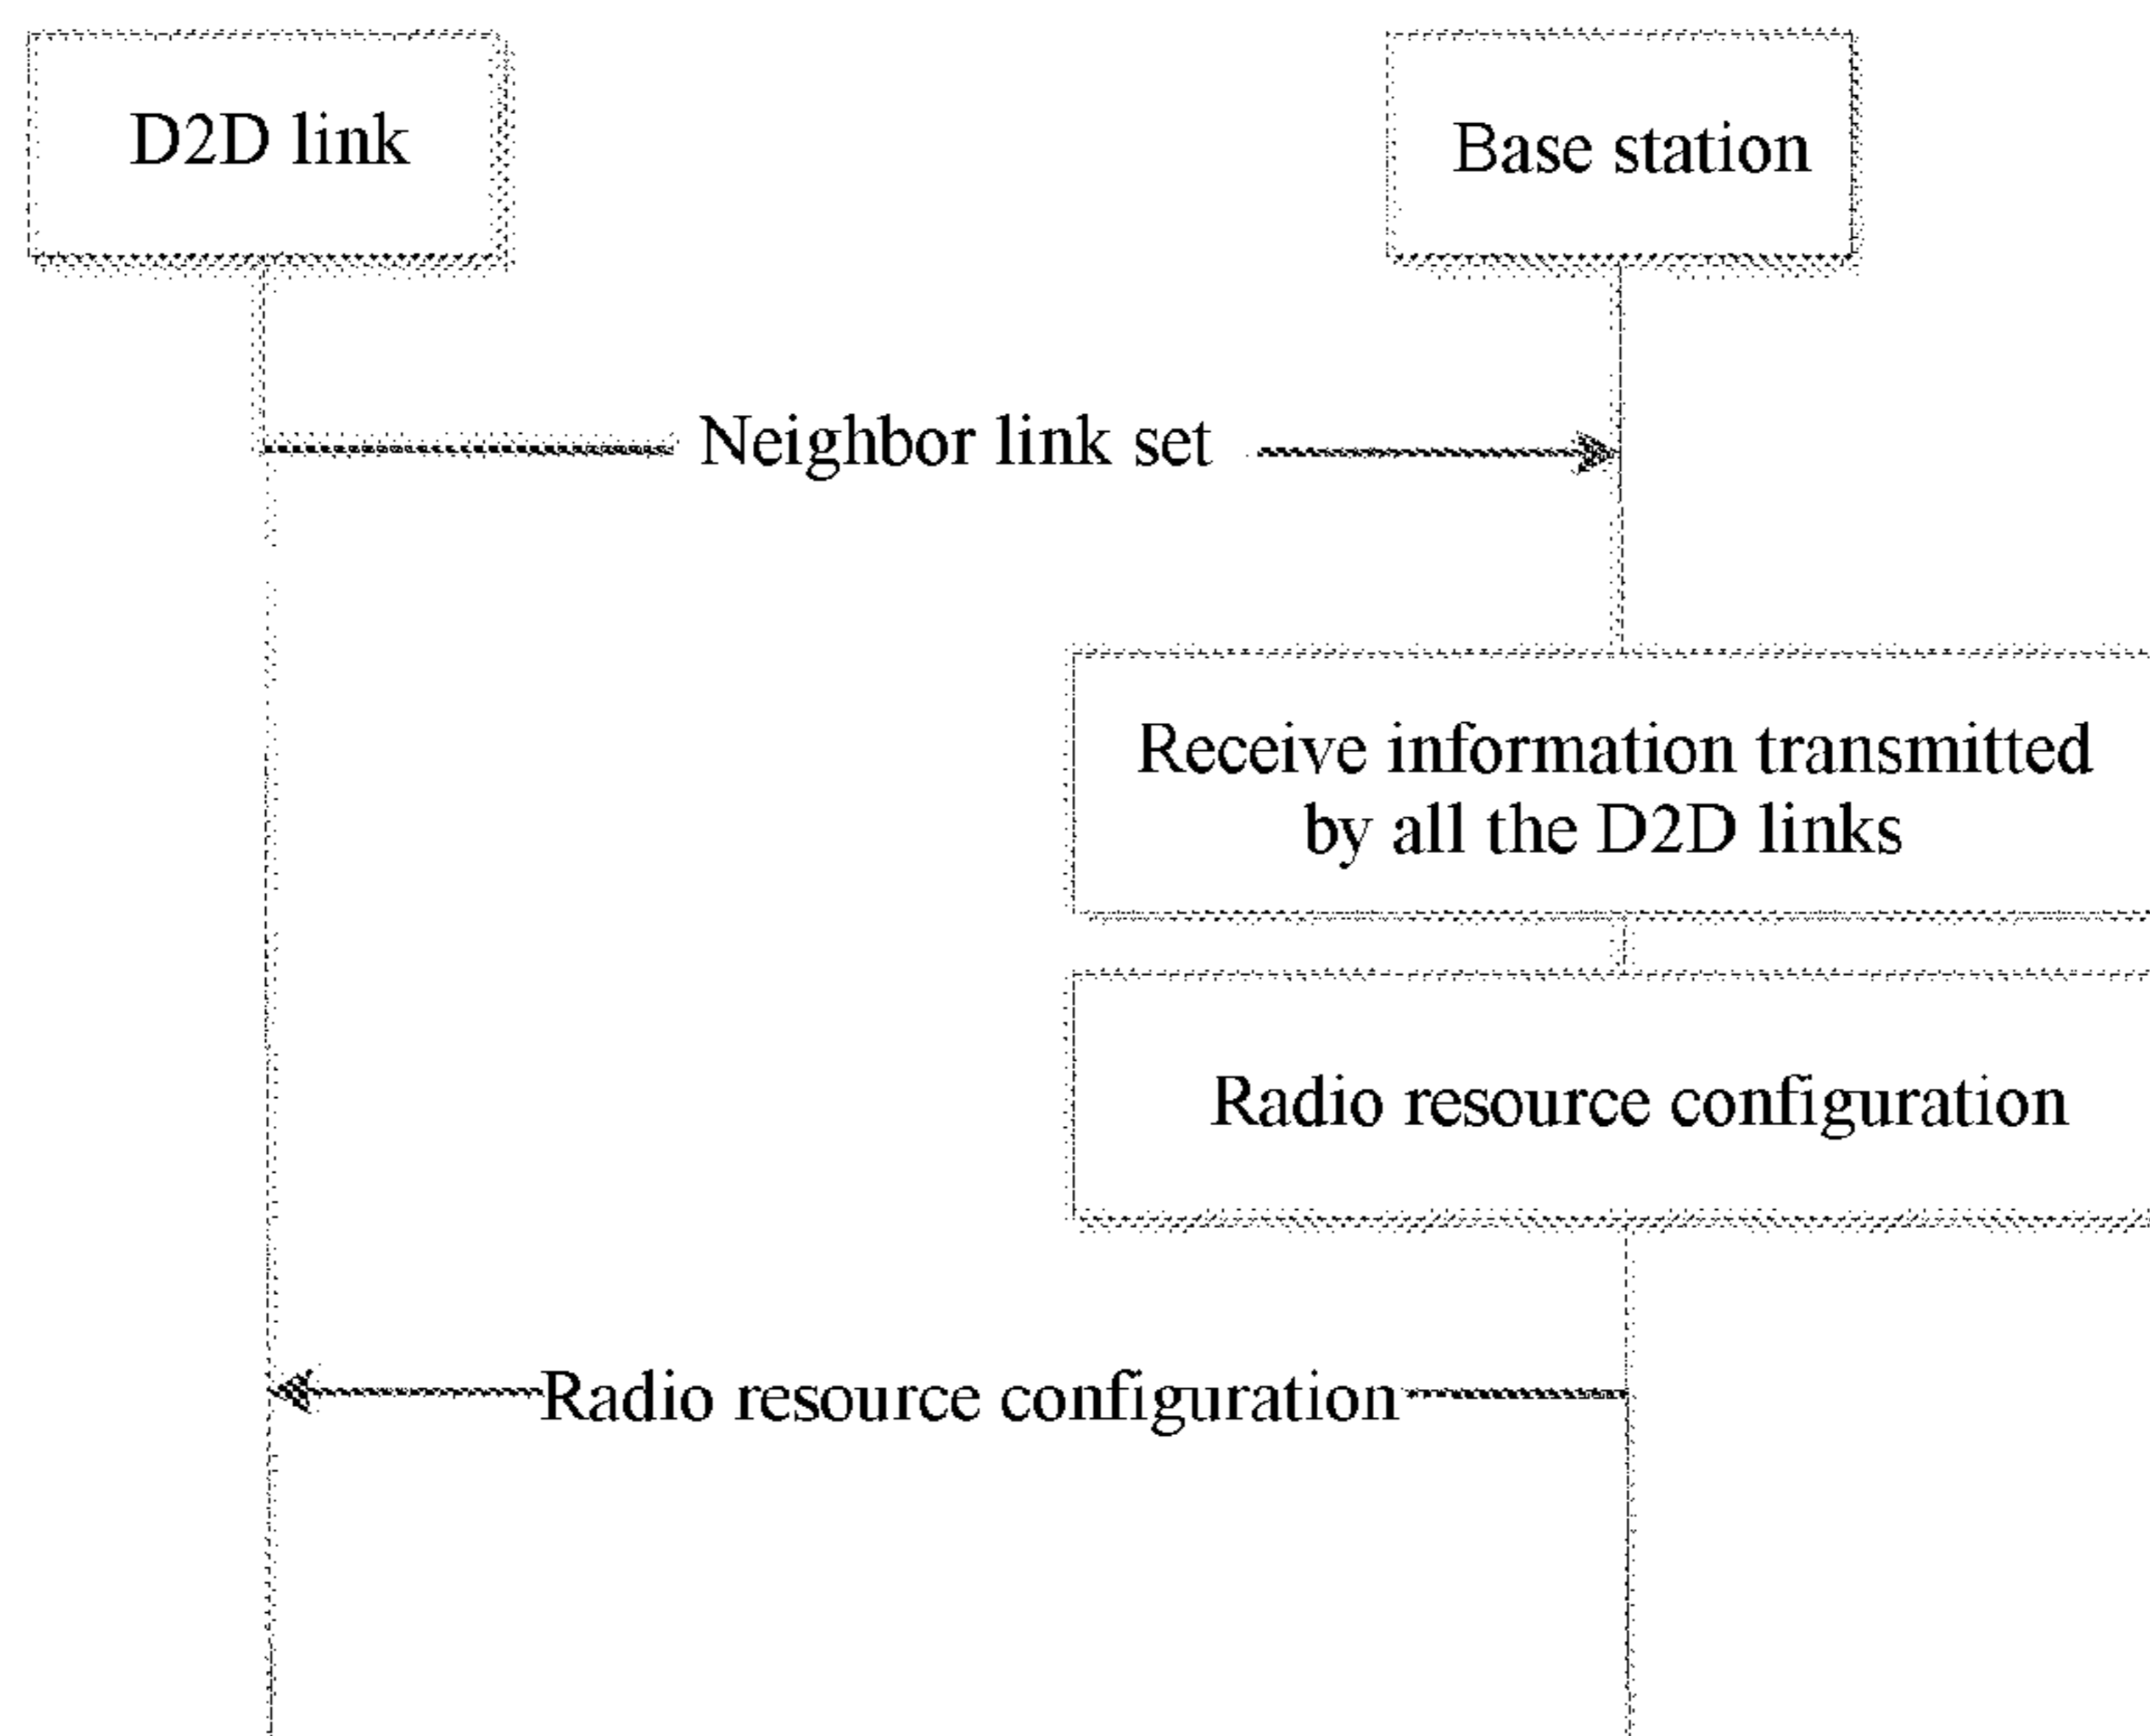 D2D link
Base station
Neighbor link set
Receive information transmitted
by all the D2D links
Radio resource configuration
Radio resource configuration